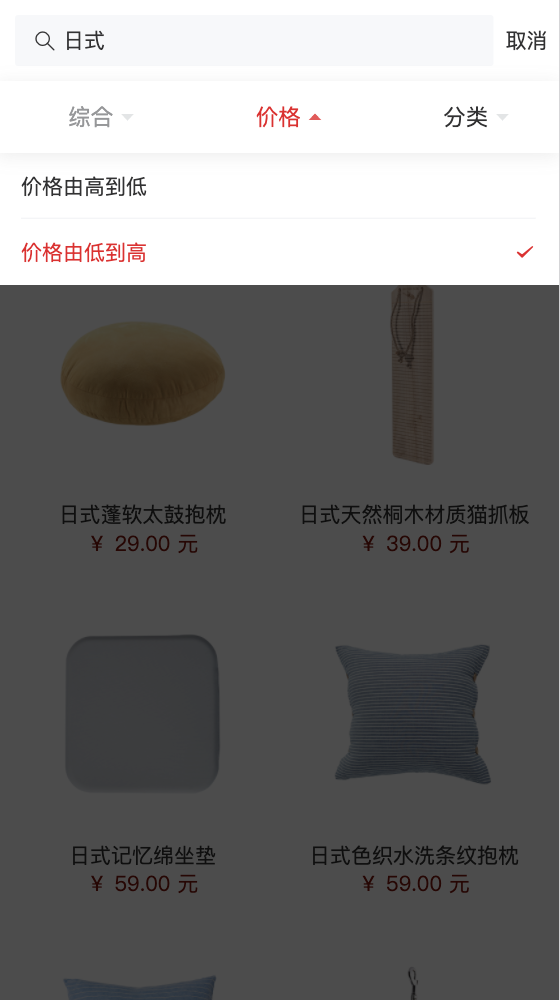 日式
取消
综合
价格
分类
价格由高到低
价格由低到高
日式蓬软太鼓抱枕
¥ 29.00 元
日式天然桐木材质猫抓板
¥ 39.00 元
日式记忆绵坐垫
¥ 59.00 元
日式色织水洗条纹抱枕
¥ 59.00 元